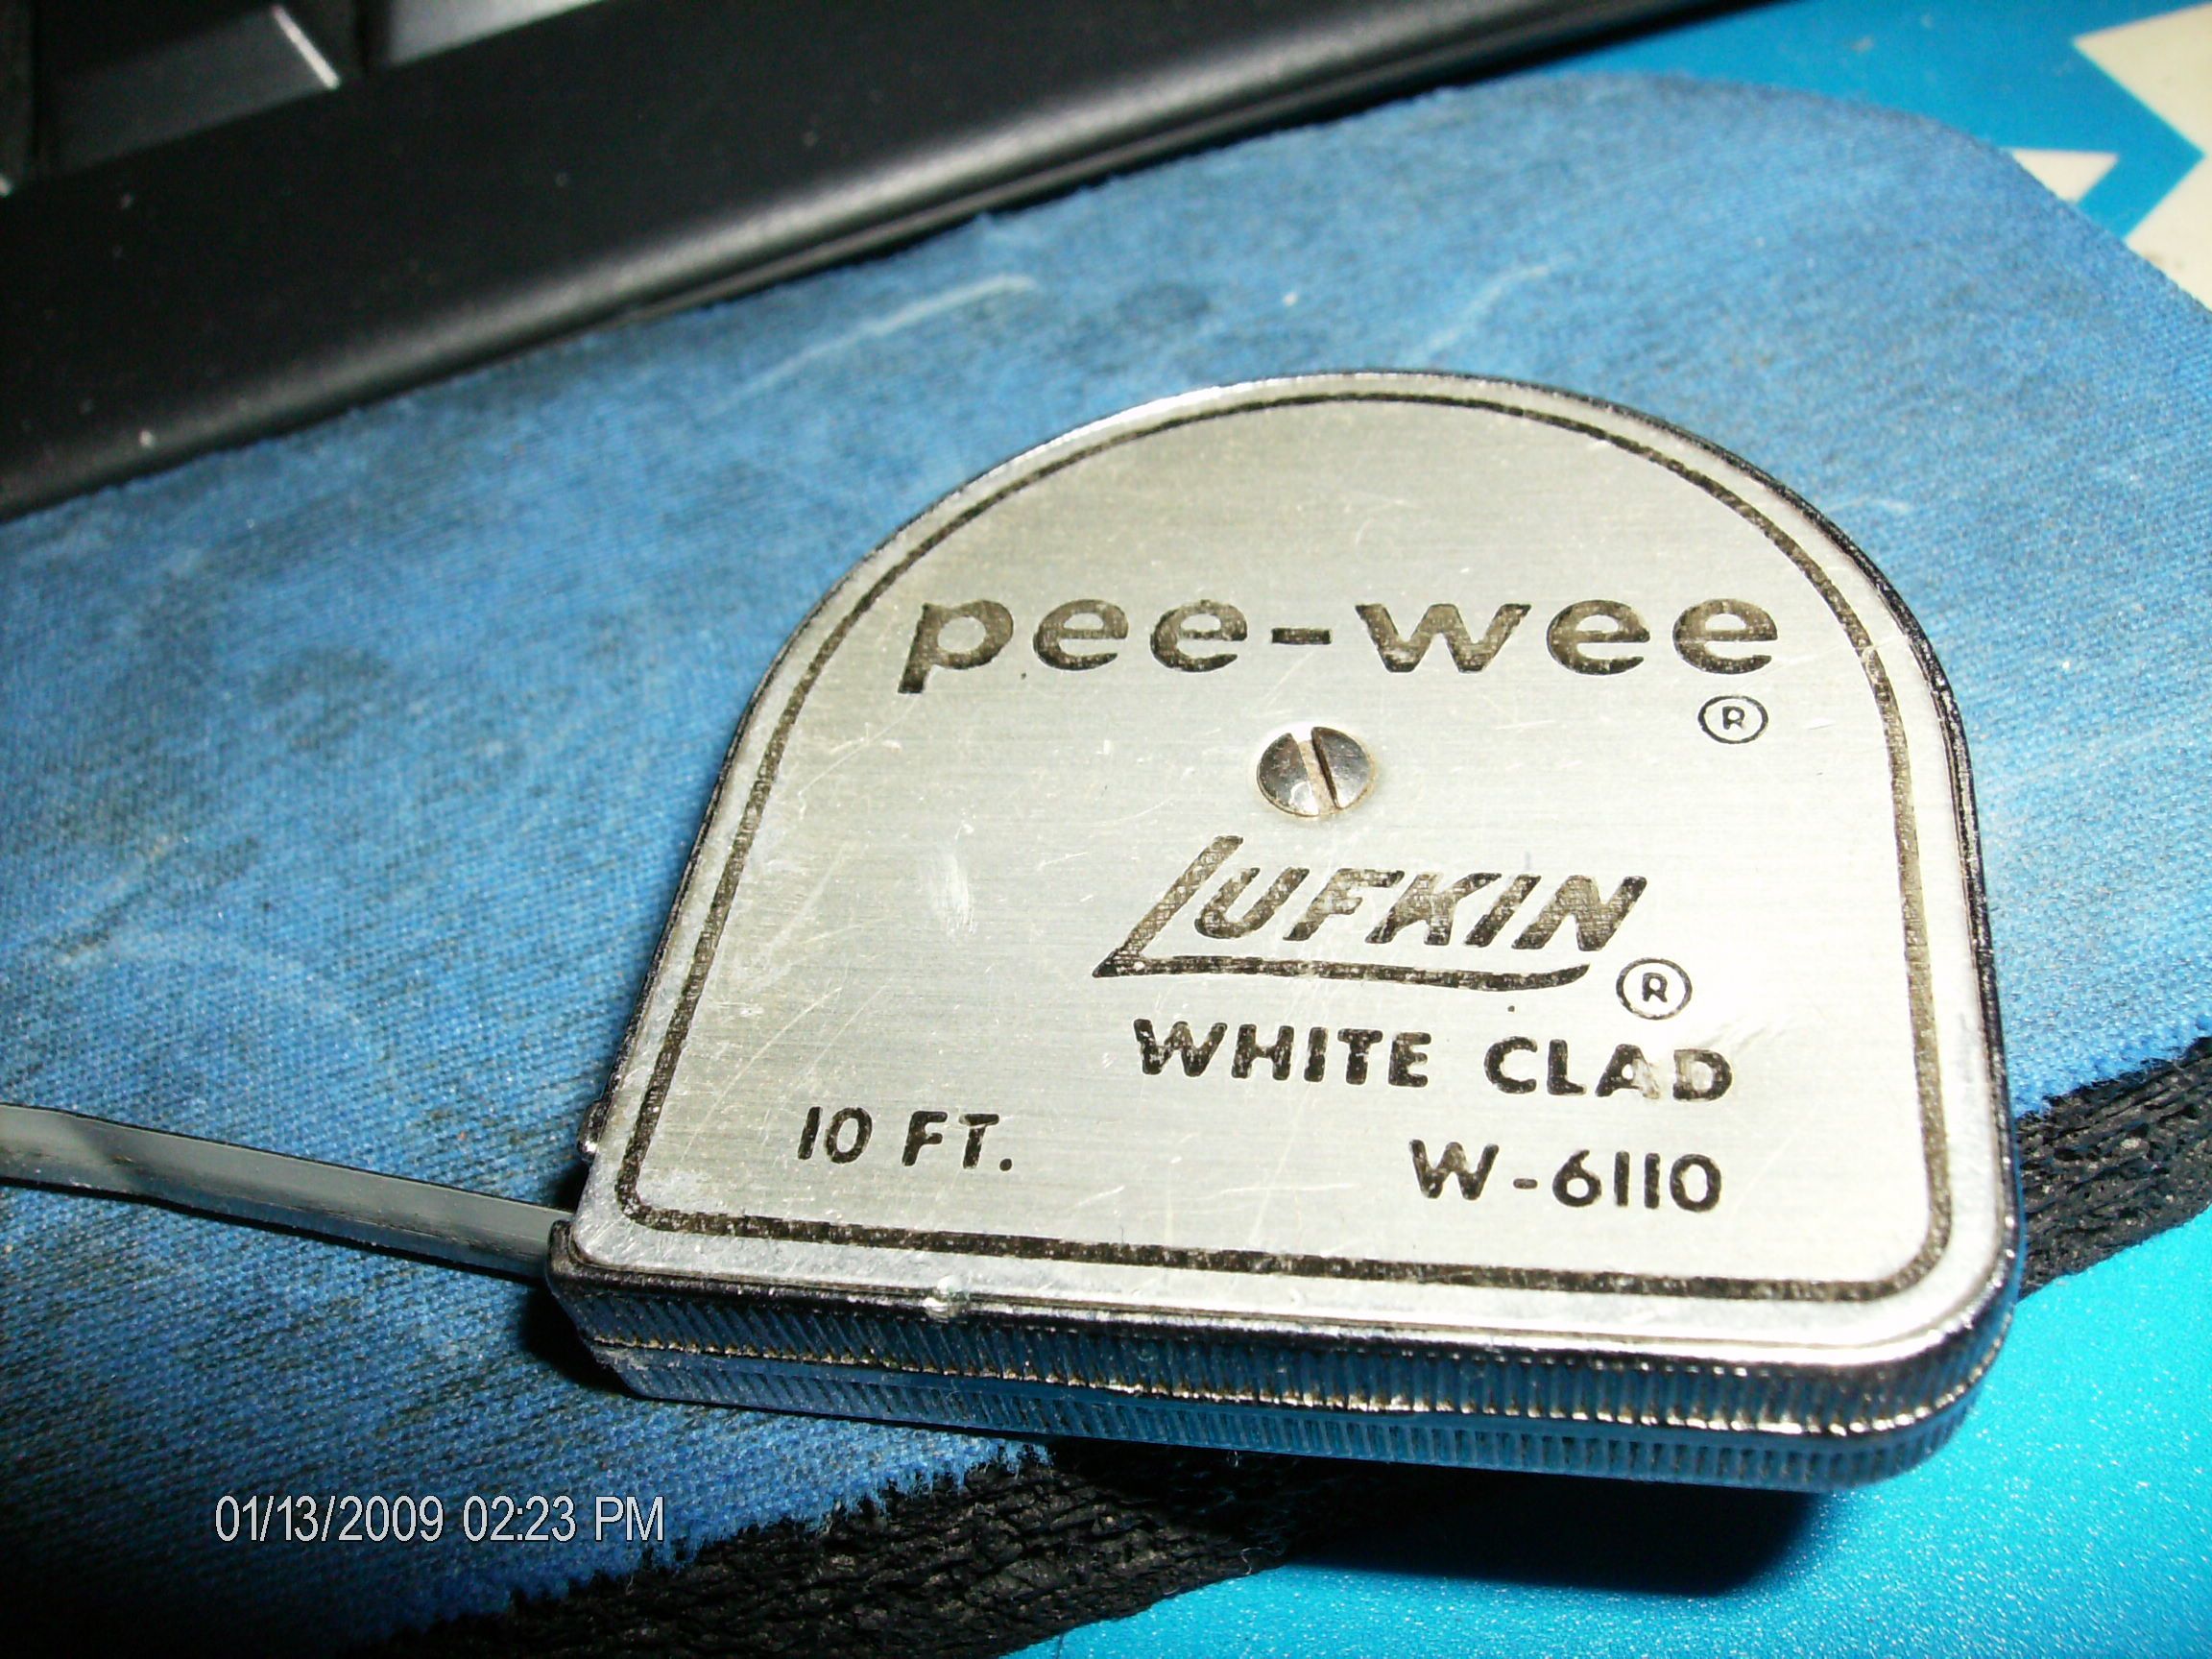 pee-wee
®
LUFKIN
®
WHITE CLAD
10 FT. W-6110
01/13/2009 02:23 PM